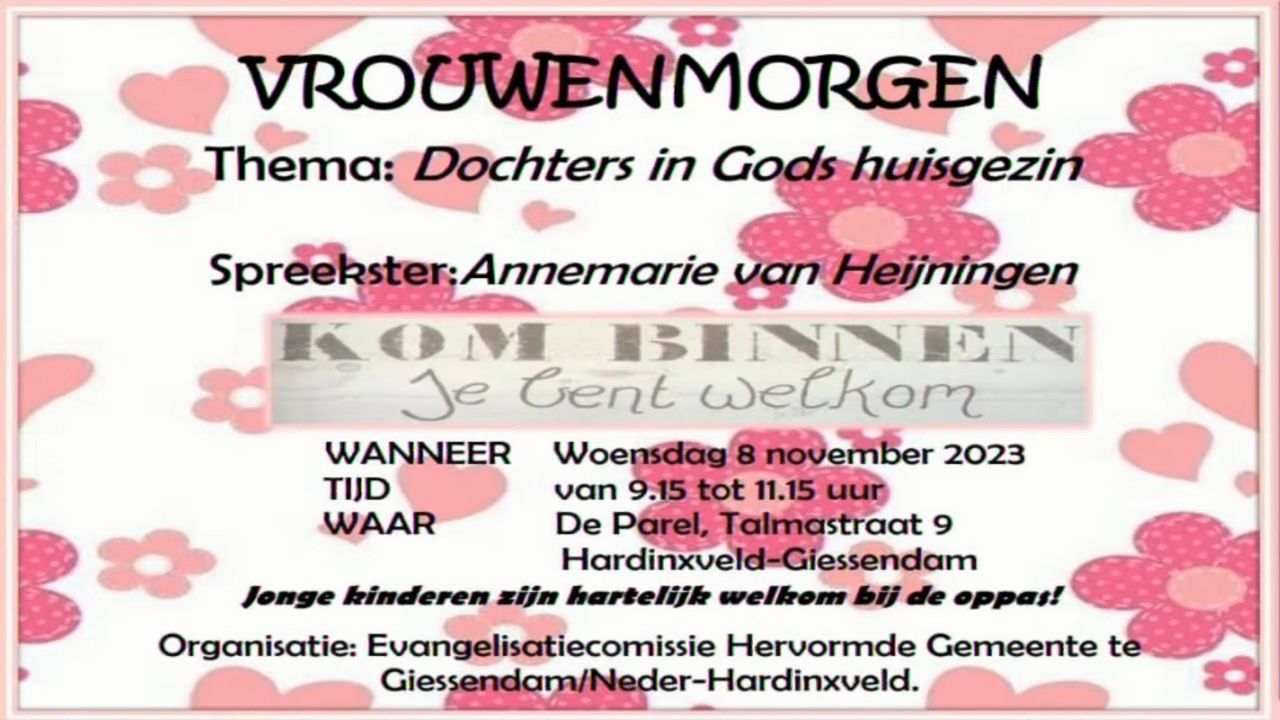 VROUWENMORGEN
Thema: Dochters in Gods huisgezin
Spreekster: Annemarie van Heijningen
KOM BINNEN
Je bent welkom
WANNEER Woensdag 8 november 2023
TIJD van 9.15 tot 11.15 uur
WAAR De Parel, Talmastraat 9
Hardinxveld-Giessendam
Jonge kinderen zijn hartelijk welkom bij de oppas!
Organisatie: Evangelisatiecomissie Hervormde Gemeente te
Giessendam/Neder-Hardinxveld.